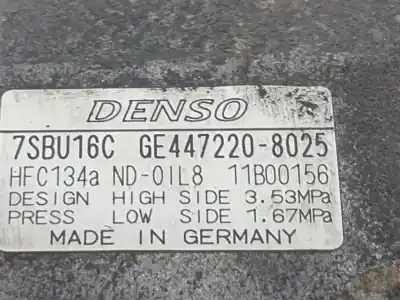 DENSO
7SBU16C GE447220-8025
HFC134a ND-OIL8 11B00156
DESIGN HIGH SIDE 3.53MPa
PRESS LOW SIDE 1.67MPa
MADE IN GERMANY